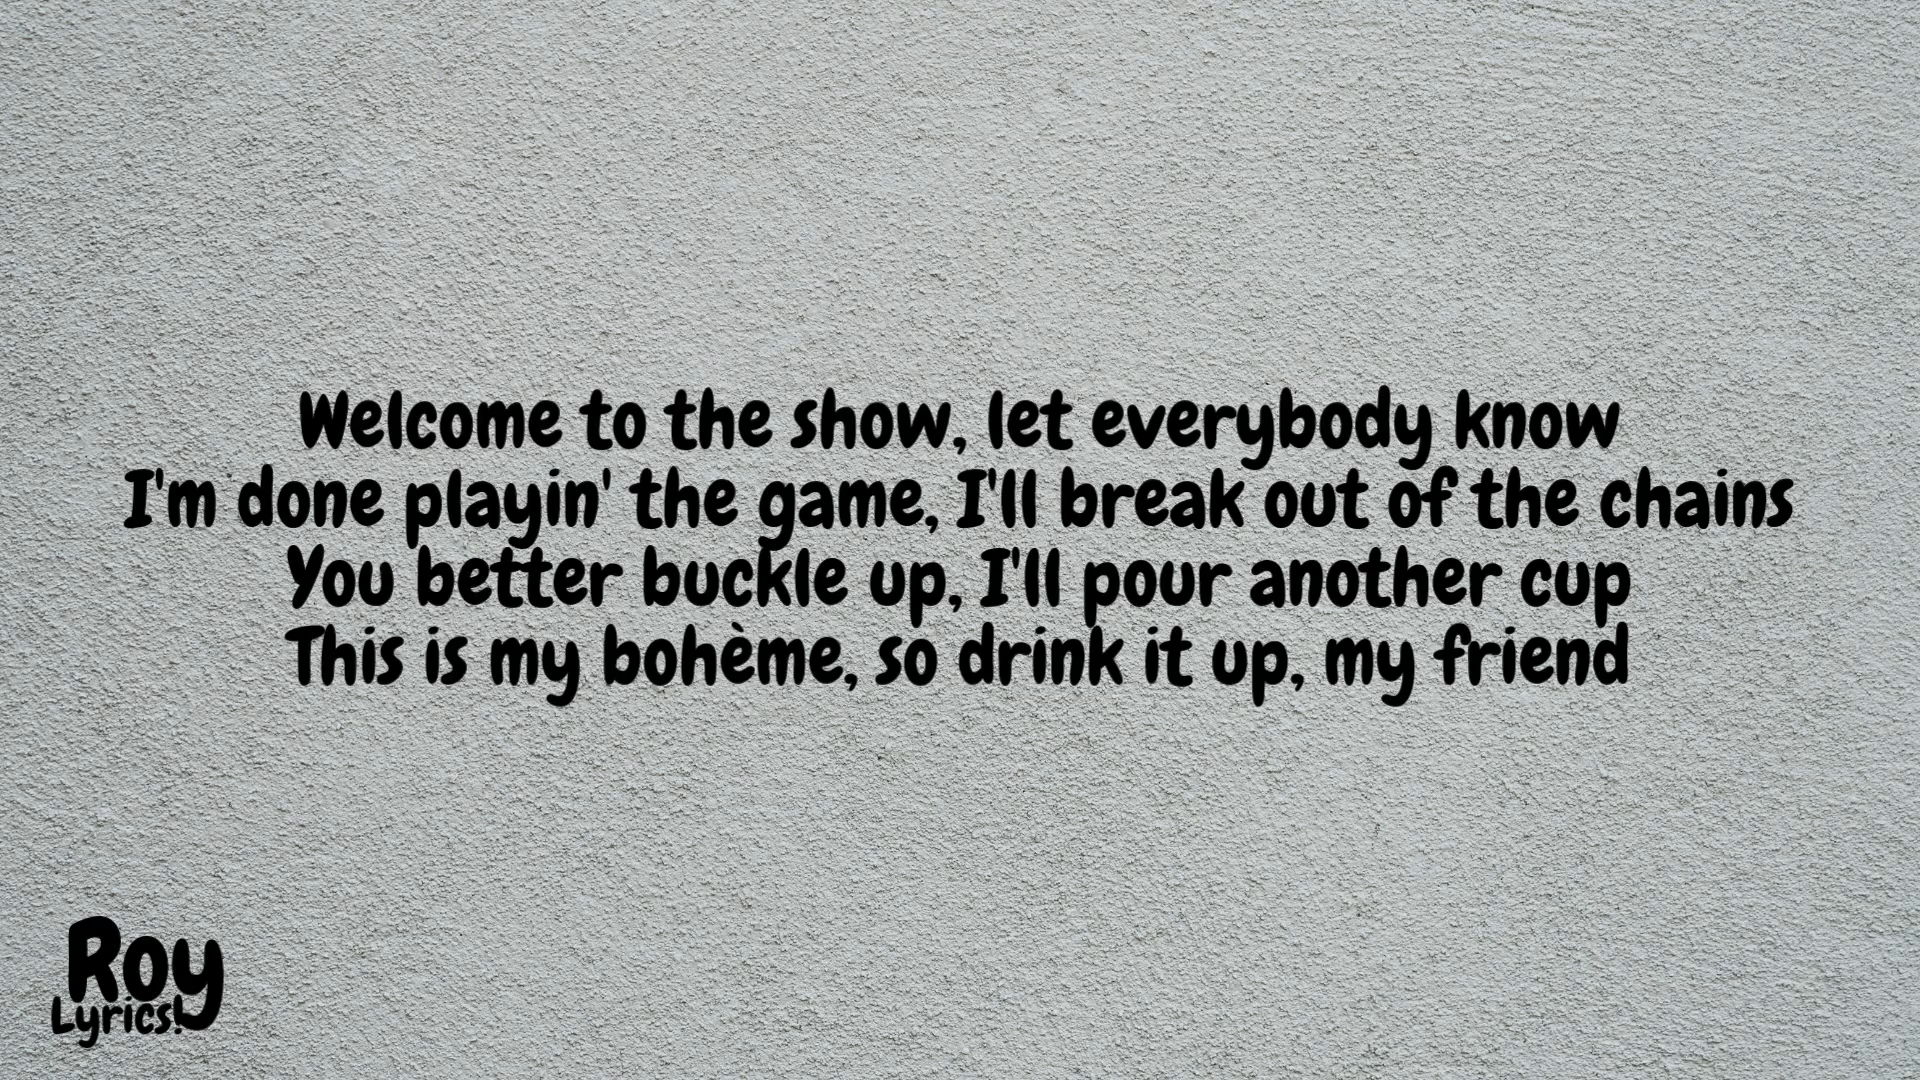 Welcome to the show, let everybody know
I'm done playin' the game, I'll break out of the chains
You better buckle up, I'll pour another cup
This is my bohème, so drink it up, my friend
Roy
Lyrics!